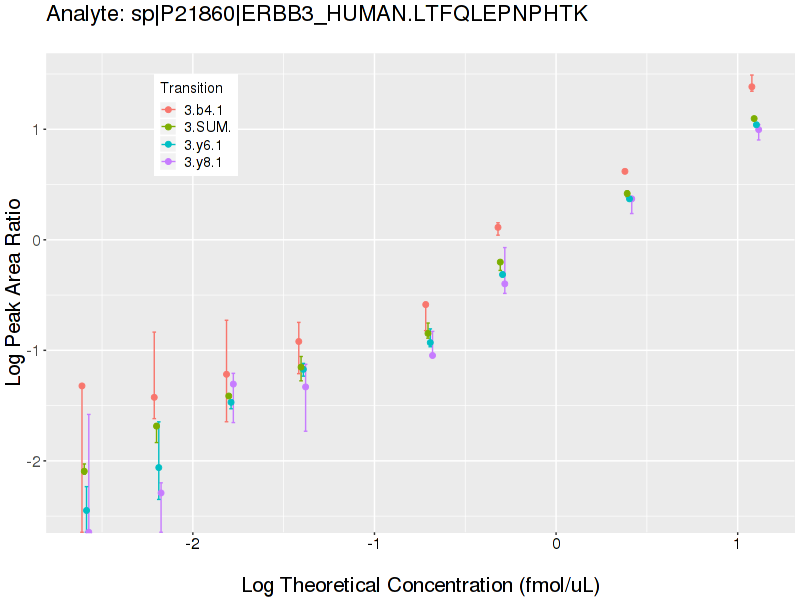 Analyte: sp|P21860|ERBB3_HUMAN.LTFQLEPNPHTK
Transition
3.b4.1
3.SUM.
3.y6.1
3.y8.1
1
0
-1
-2
Log Peak Area Ratio
-2 -1 0 1
Log Theoretical Concentration (fmol/uL)